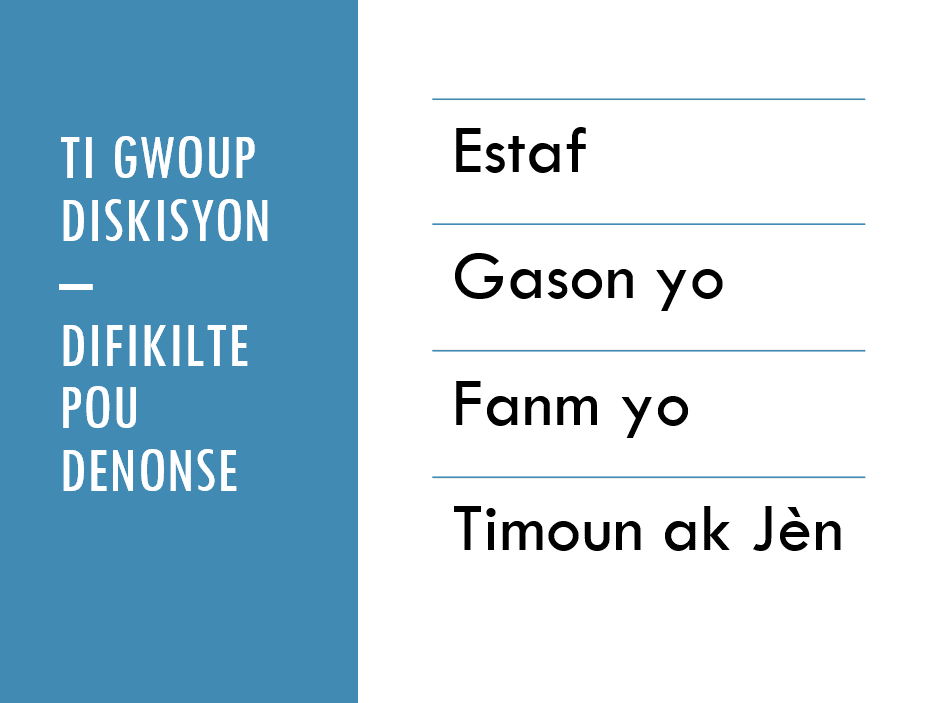 TI GWOUP
DISKISYON
–
DIFIKILTE
POU
DENONSE
Estaf
Gason yo
Fanm yo
Timoun ak Jèn